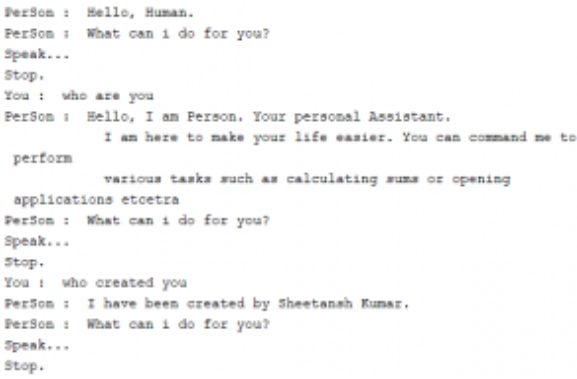 PerSon :  Hello, Human.
PerSon :  What can i do for you?
Speak...
Stop.
You :  who are you
PerSon :  Hello, I am Person. Your personal Assistant.
I am here to make your life easier. You can command me to
perform
various tasks such as calculating sums or opening
applications etcetra
PerSon :  What can i do for you?
Speak...
Stop.
You :  who created you
PerSon :  I have been created by Sheetansh Kumar.
PerSon :  What can i do for you?
Speak...
Stop.